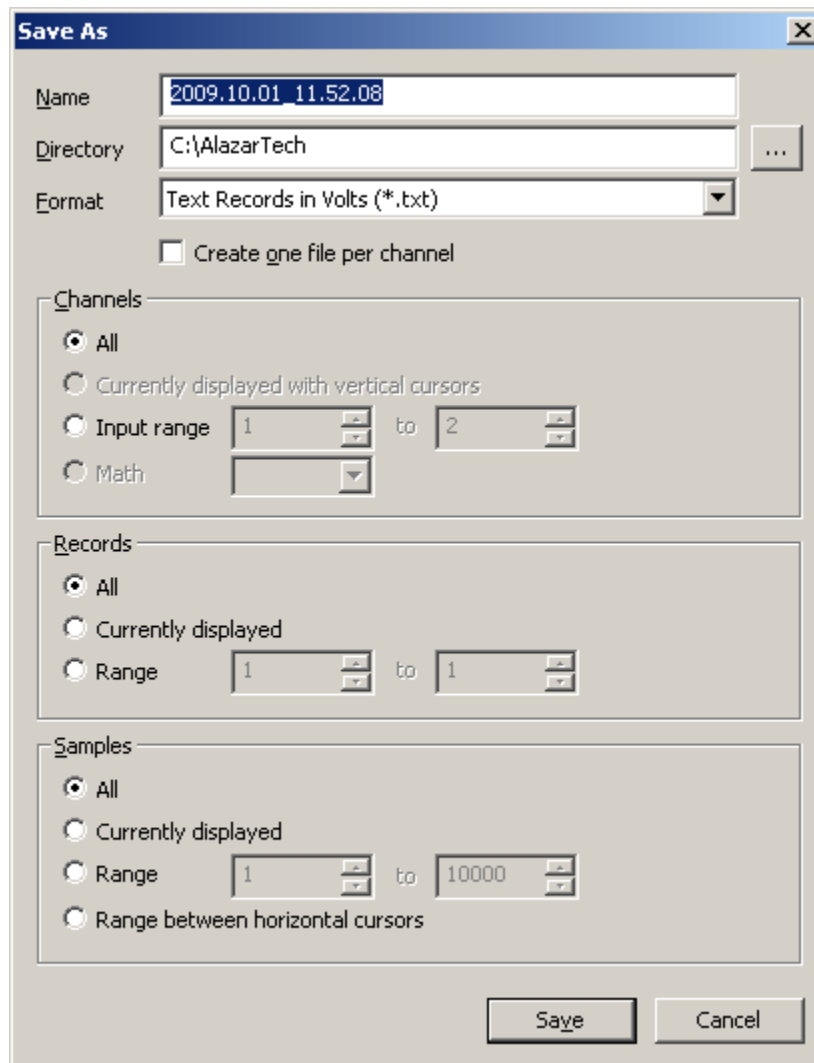 Save As
Name 2009.10.01_11.52.08
Directory C:\AlazarTech ...
Format Text Records in Volts (*.txt)
Create one file per channel
Channels
All
Currently displayed with vertical cursors
Input range 1 to 2
Math
Records
All
Currently displayed
Range 1 to 1
Samples
All
Currently displayed
Range 1 to 10000
Range between horizontal cursors
Save Cancel